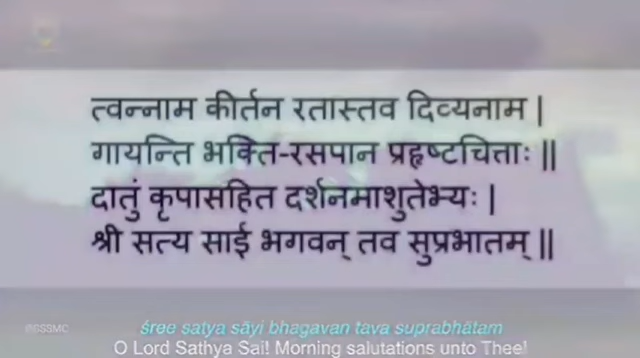 त्वन्नाम कीर्तन रतास्तव दिव्यनाम |
गायन्ति भक्ति-रसपान प्रहृष्टचित्ताः ||
दातुं कृपासहित दर्शनमाशुतेभ्यः |
श्री सत्य साई भगवन् तव सुप्रभातम् ||
@GSSMC
śree satya sāyi bhagavan tava suprabhātam
O Lord Sathya Sai! Morning salutations unto Thee!